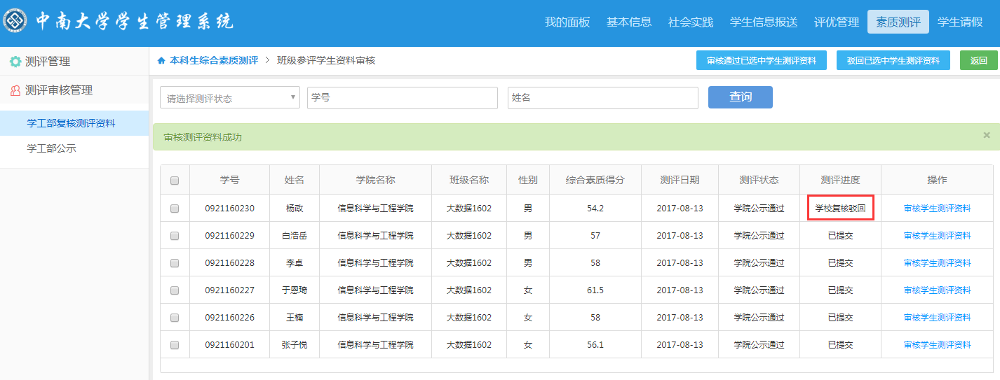 中南大学学生管理系统
我的面板 基本信息 社会实践 学生信息报送 评优管理 素质测评 学生请假
测评管理
测评审核管理
学工部复核测评资料
学工部公示
本科生综合素质测评 > 班级参评学生资料审核
审核通过已选中学生测评资料 驳回已选中学生测评资料 返回
请选择测评状态 学号 姓名 查询
审核测评资料成功 ×
学号 姓名 学院名称 班级名称 性别 综合素质得分 测评日期 测评状态 测评进度 操作
0921160230 杨政 信息科学与工程学院 大数据1602 男 54.2 2017-08-13 学院公示通过 学校复核驳回 审核学生测评资料
0921160229 白浩岳 信息科学与工程学院 大数据1602 男 57 2017-08-13 学院公示通过 已提交 审核学生测评资料
0921160228 李卓 信息科学与工程学院 大数据1602 男 58 2017-08-13 学院公示通过 已提交 审核学生测评资料
0921160227 于恩琦 信息科学与工程学院 大数据1602 女 61.5 2017-08-13 学院公示通过 已提交 审核学生测评资料
0921160226 王楠 信息科学与工程学院 大数据1602 女 58 2017-08-13 学院公示通过 已提交 审核学生测评资料
0921160201 张子悦 信息科学与工程学院 大数据1602 女 56.1 2017-08-13 学院公示通过 已提交 审核学生测评资料